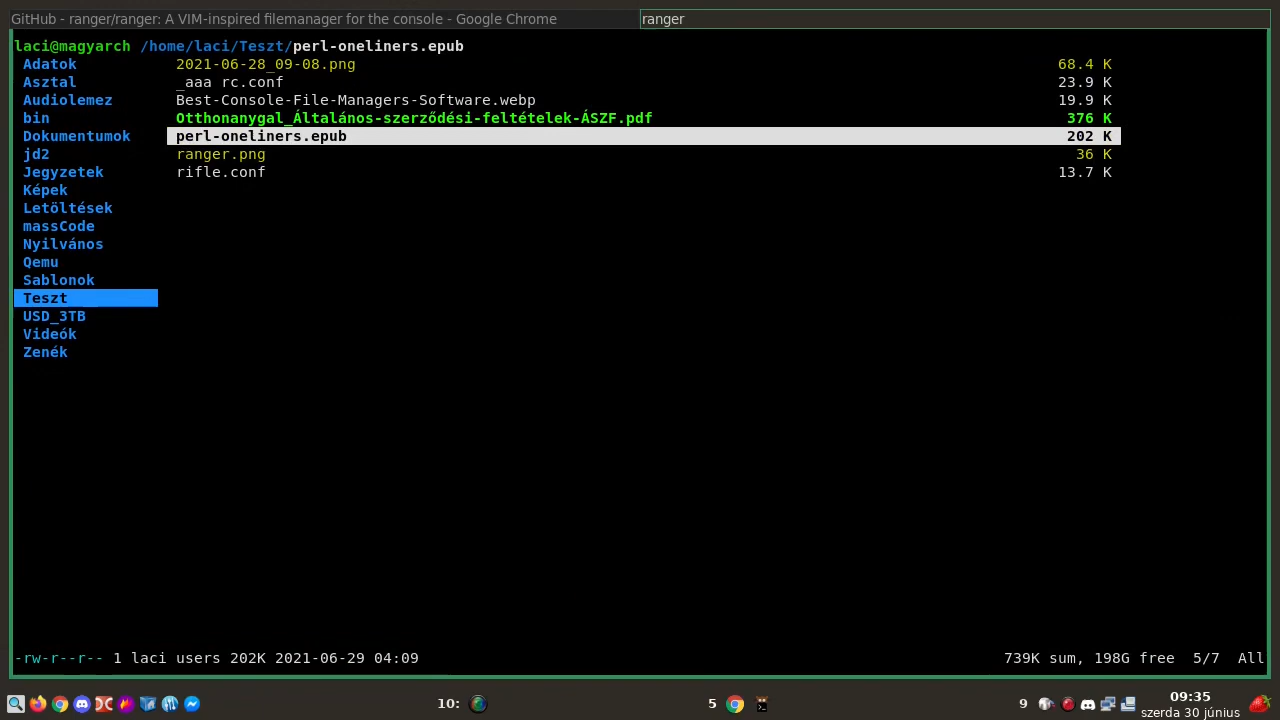 GitHub - ranger/ranger: A VIM-inspired filemanager for the console - Google Chrome
ranger
laci@magyarch /home/laci/Teszt/perl-oneliners.epub
Adatok 2021-06-28_09-08.png 68.4 K
Asztal _aaa rc.conf 23.9 K
Audiolemez Best-Console-File-Managers-Software.webp 19.9 K
bin Otthonanygal_Általános-szerződési-feltételek-ÁSZF.pdf 376 K
Dokumentumok perl-oneliners.epub 202 K
jd2 ranger.png 36 K
Jegyzetek rifle.conf 13.7 K
Képek
Letöltések
massCode
Nyilvános
Qemu
Sablonok
Teszt
USD_3TB
Videók
Zenék
-rw-r--r-- 1 laci users 202K 2021-06-29 04:09 739K sum, 198G free 5/7 All
10: 5 9 09:35
szerda 30 június